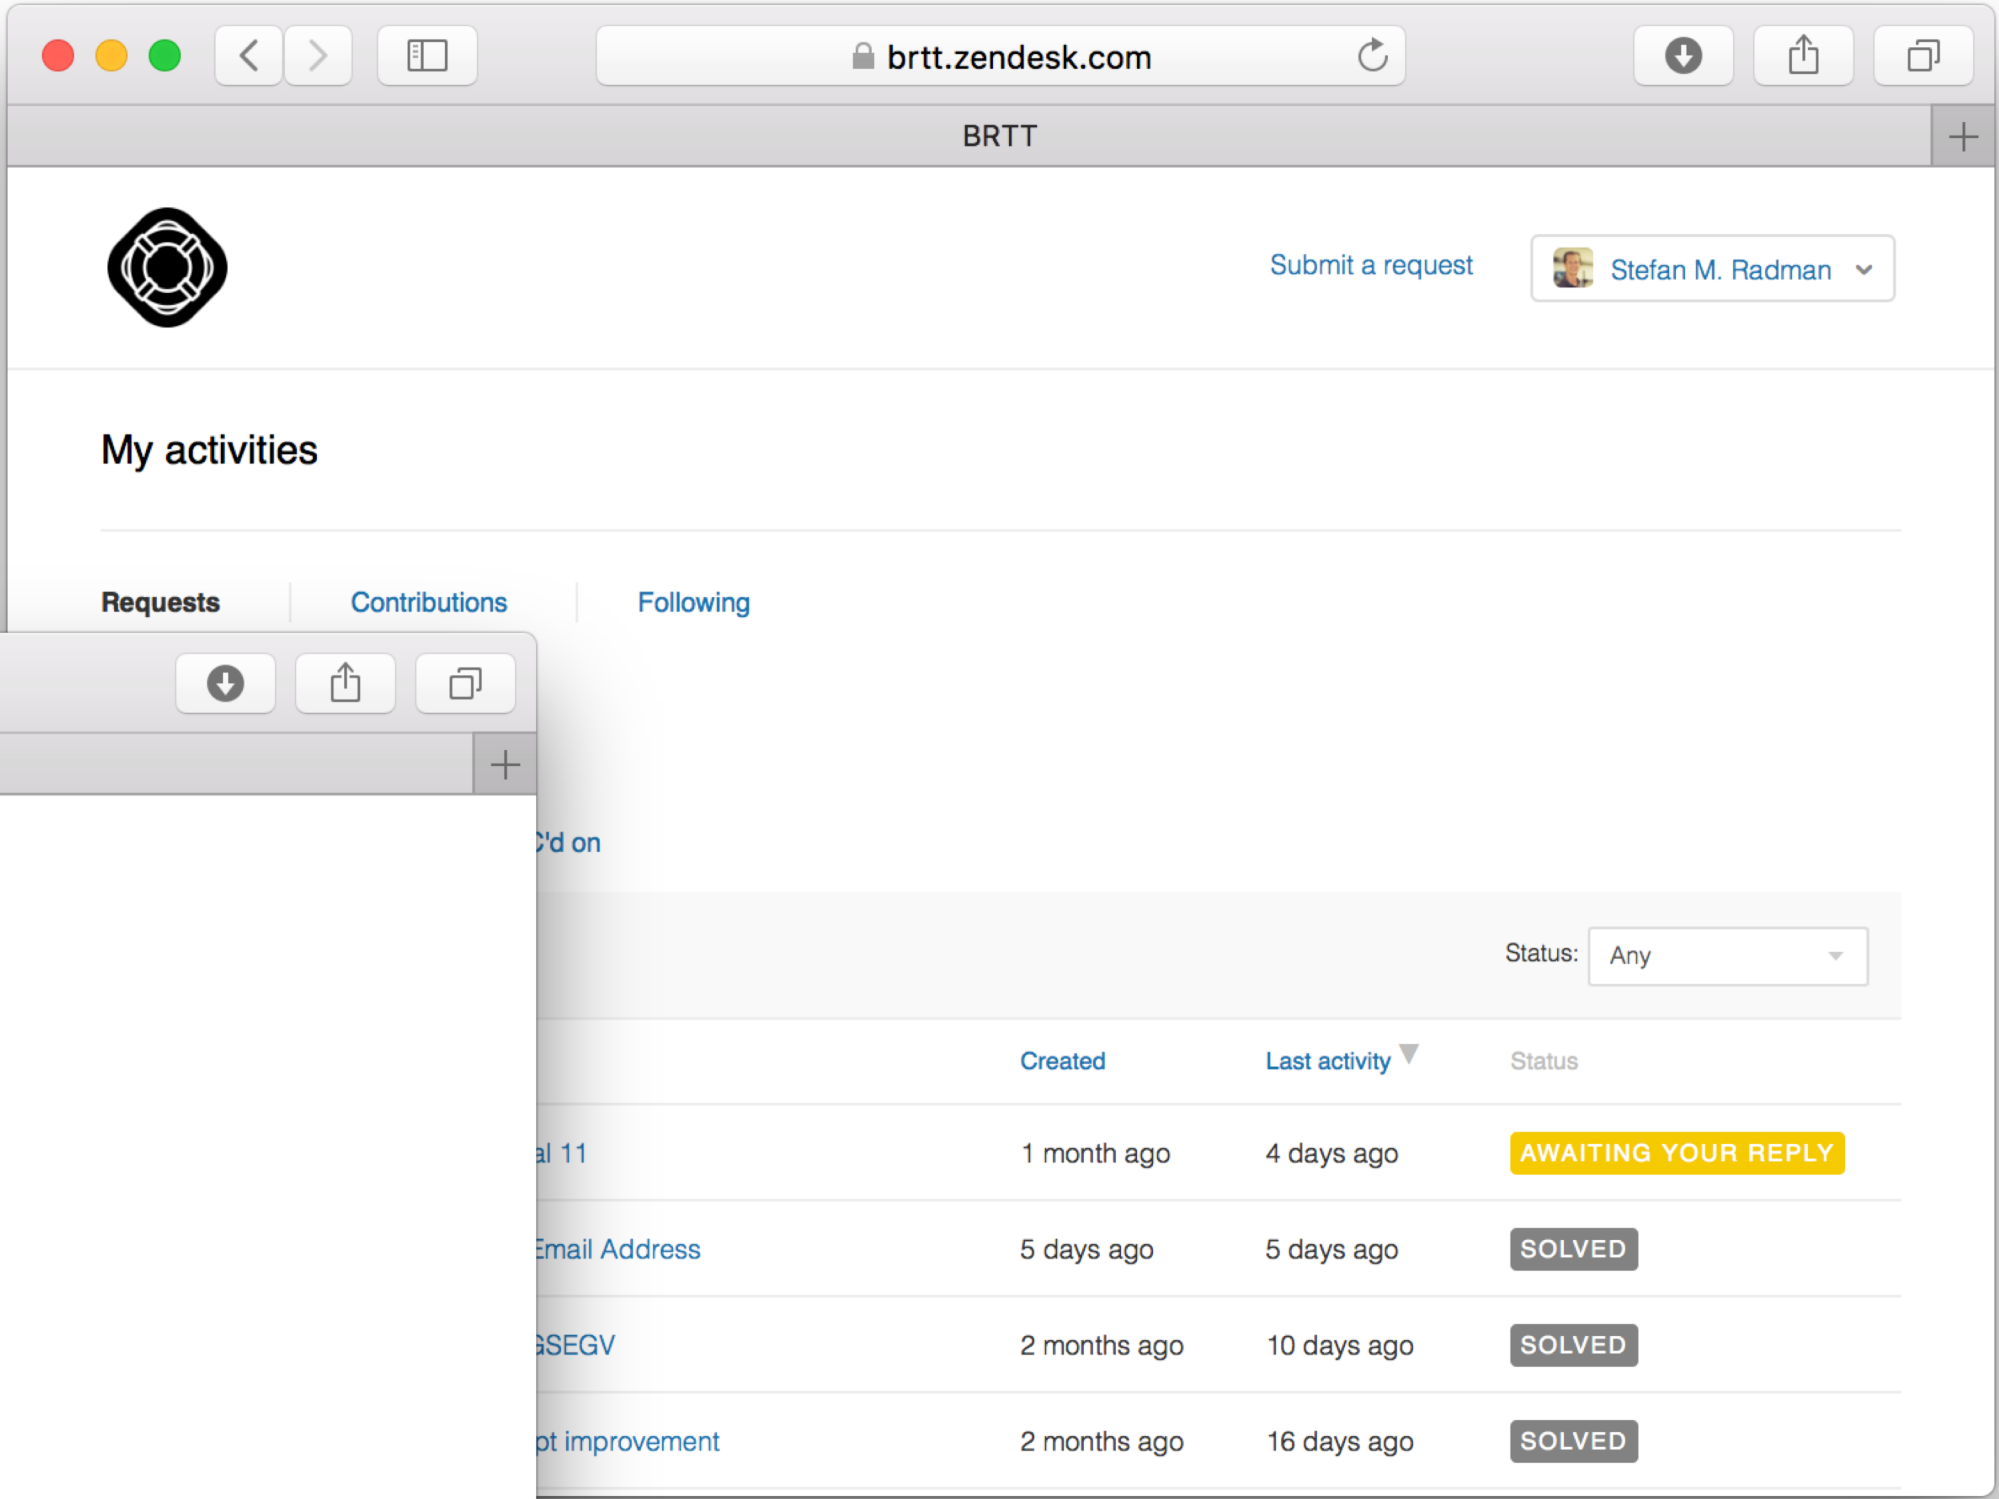 brtt.zendesk.com
BRTT
Submit a request
Stefan M. Radman
My activities
Requests Contributions Following
C'd on
Status: Any
Created Last activity Status
al 11 1 month ago 4 days ago AWAITING YOUR REPLY
Email Address 5 days ago 5 days ago SOLVED
GSEGV 2 months ago 10 days ago SOLVED
pt improvement 2 months ago 16 days ago SOLVED